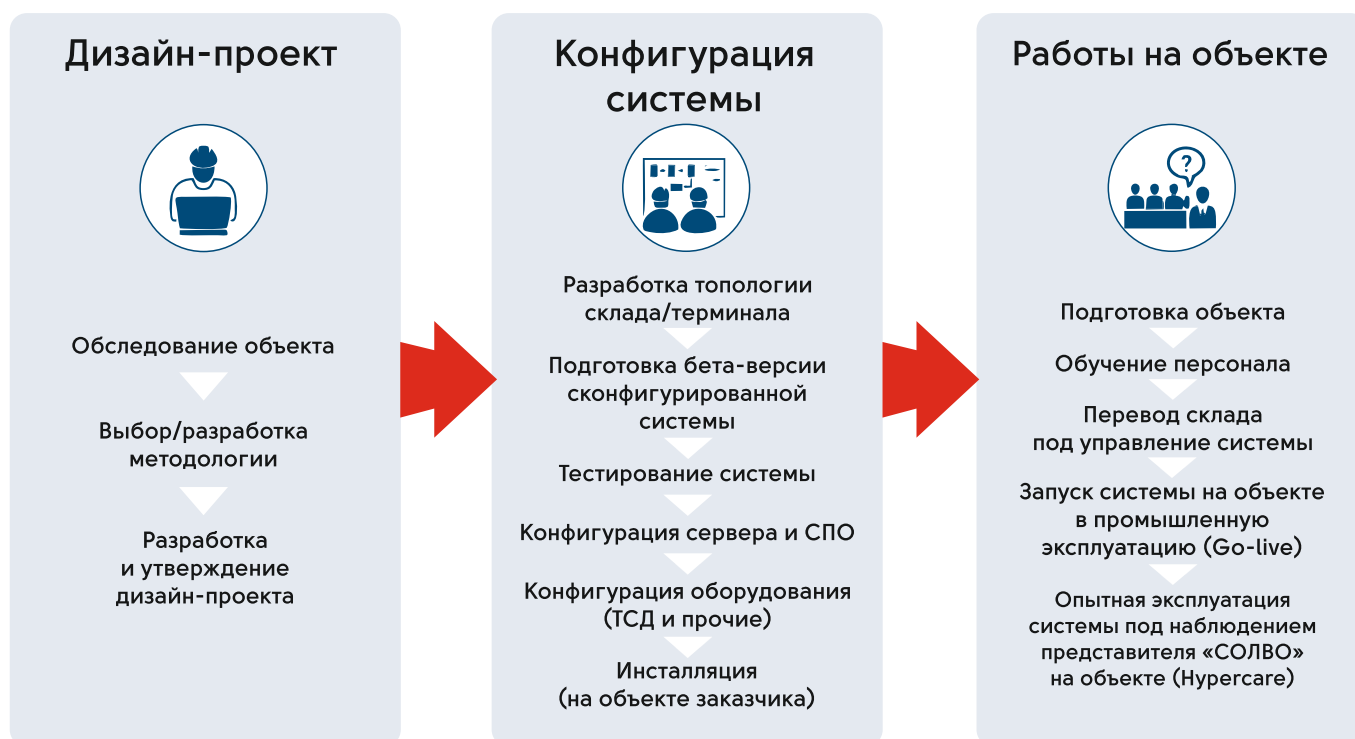 Дизайн-проект
Обследование объекта
Выбор/разработка
методологии
Разработка
и утверждение
дизайн-проекта
Конфигурация
системы
Разработка топологии
склада/терминала
Подготовка бета-версии
сконфигурированной
системы
Тестирование системы
Конфигурация сервера и СПО
Конфигурация оборудования
(ТСД и прочие)
Инсталляция
(на объекте заказчика)
Работы на объекте
?
Подготовка объекта
Обучение персонала
Перевод склада
под управление системы
Запуск системы на объекте
в промышленную
эксплуатацию (Go-live)
Опытная эксплуатация
системы под наблюдением
представителя «СОЛВО»
на объекте (Hypercare)